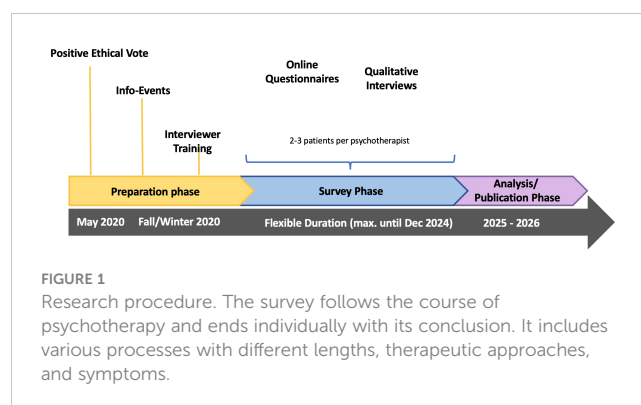 Positive Ethical Vote
Info-Events
Interviewer
Training
Online
Questionnaires
Qualitative
Interviews
2-3 patients per psychotherapist
Preparation phase
Survey Phase
Analysis/
Publication Phase
May 2020
Fall/Winter 2020
Flexible Duration (max. until Dec 2024)
2025 - 2026
FIGURE 1
Research procedure. The survey follows the course of
psychotherapy and ends individually with its conclusion. It includes
various processes with different lengths, therapeutic approaches,
and symptoms.